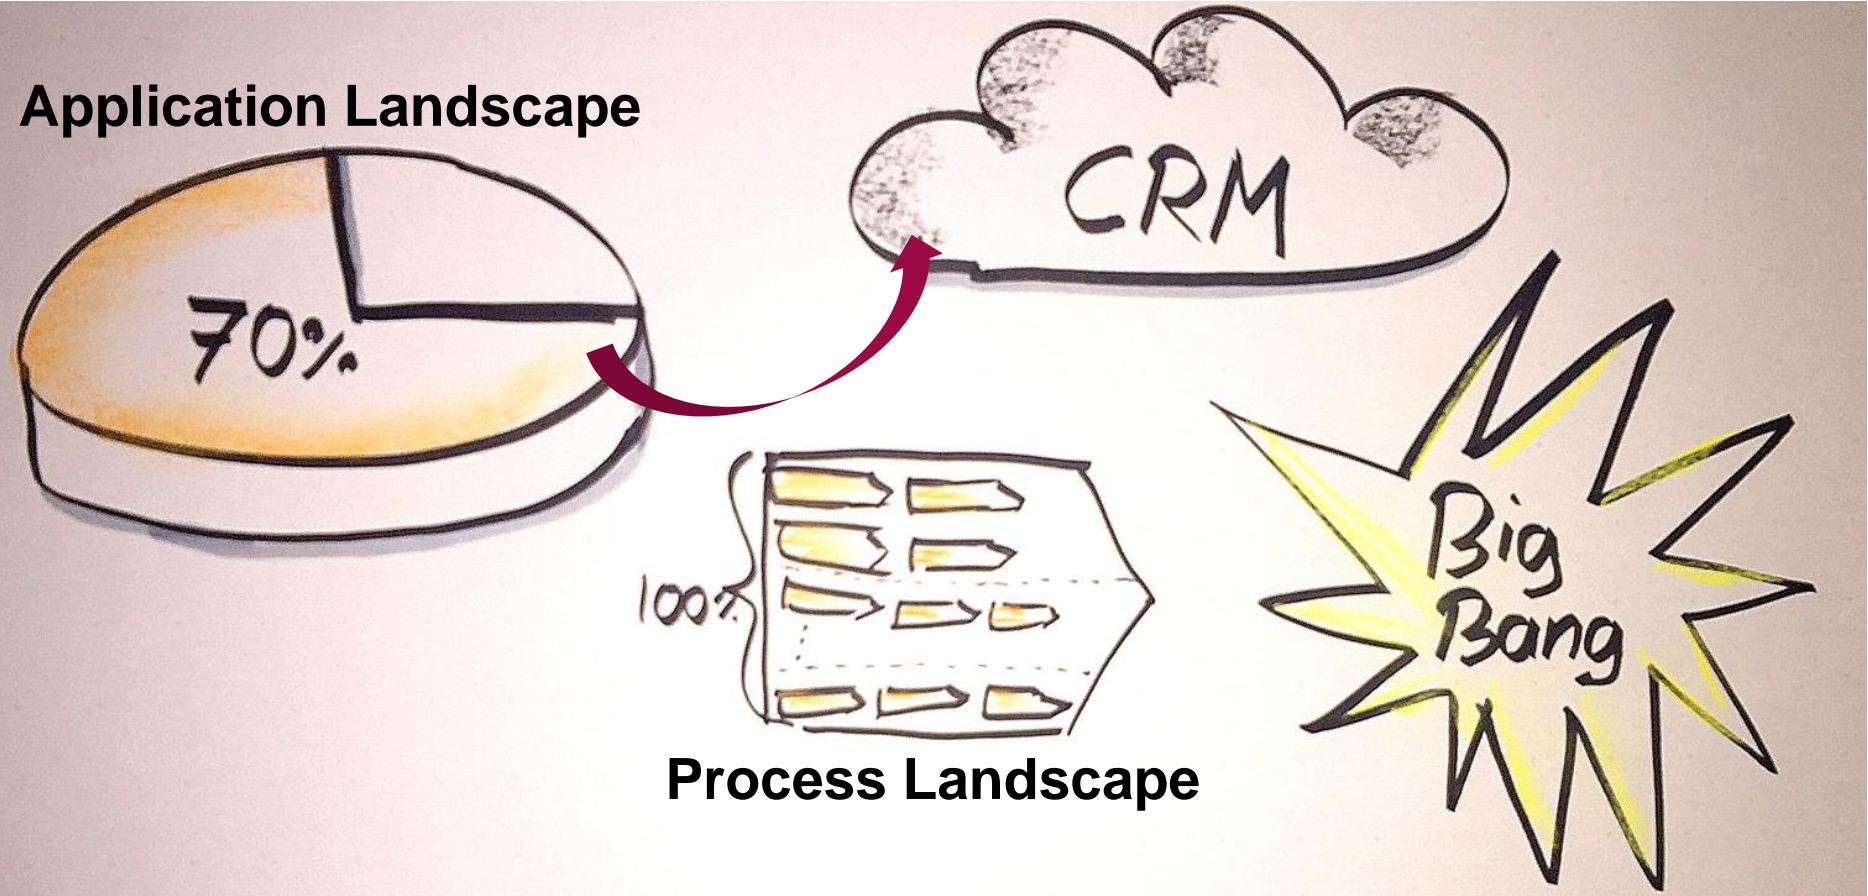 Application Landscape
CRM
70%
Big
Bang
100%
Process Landscape